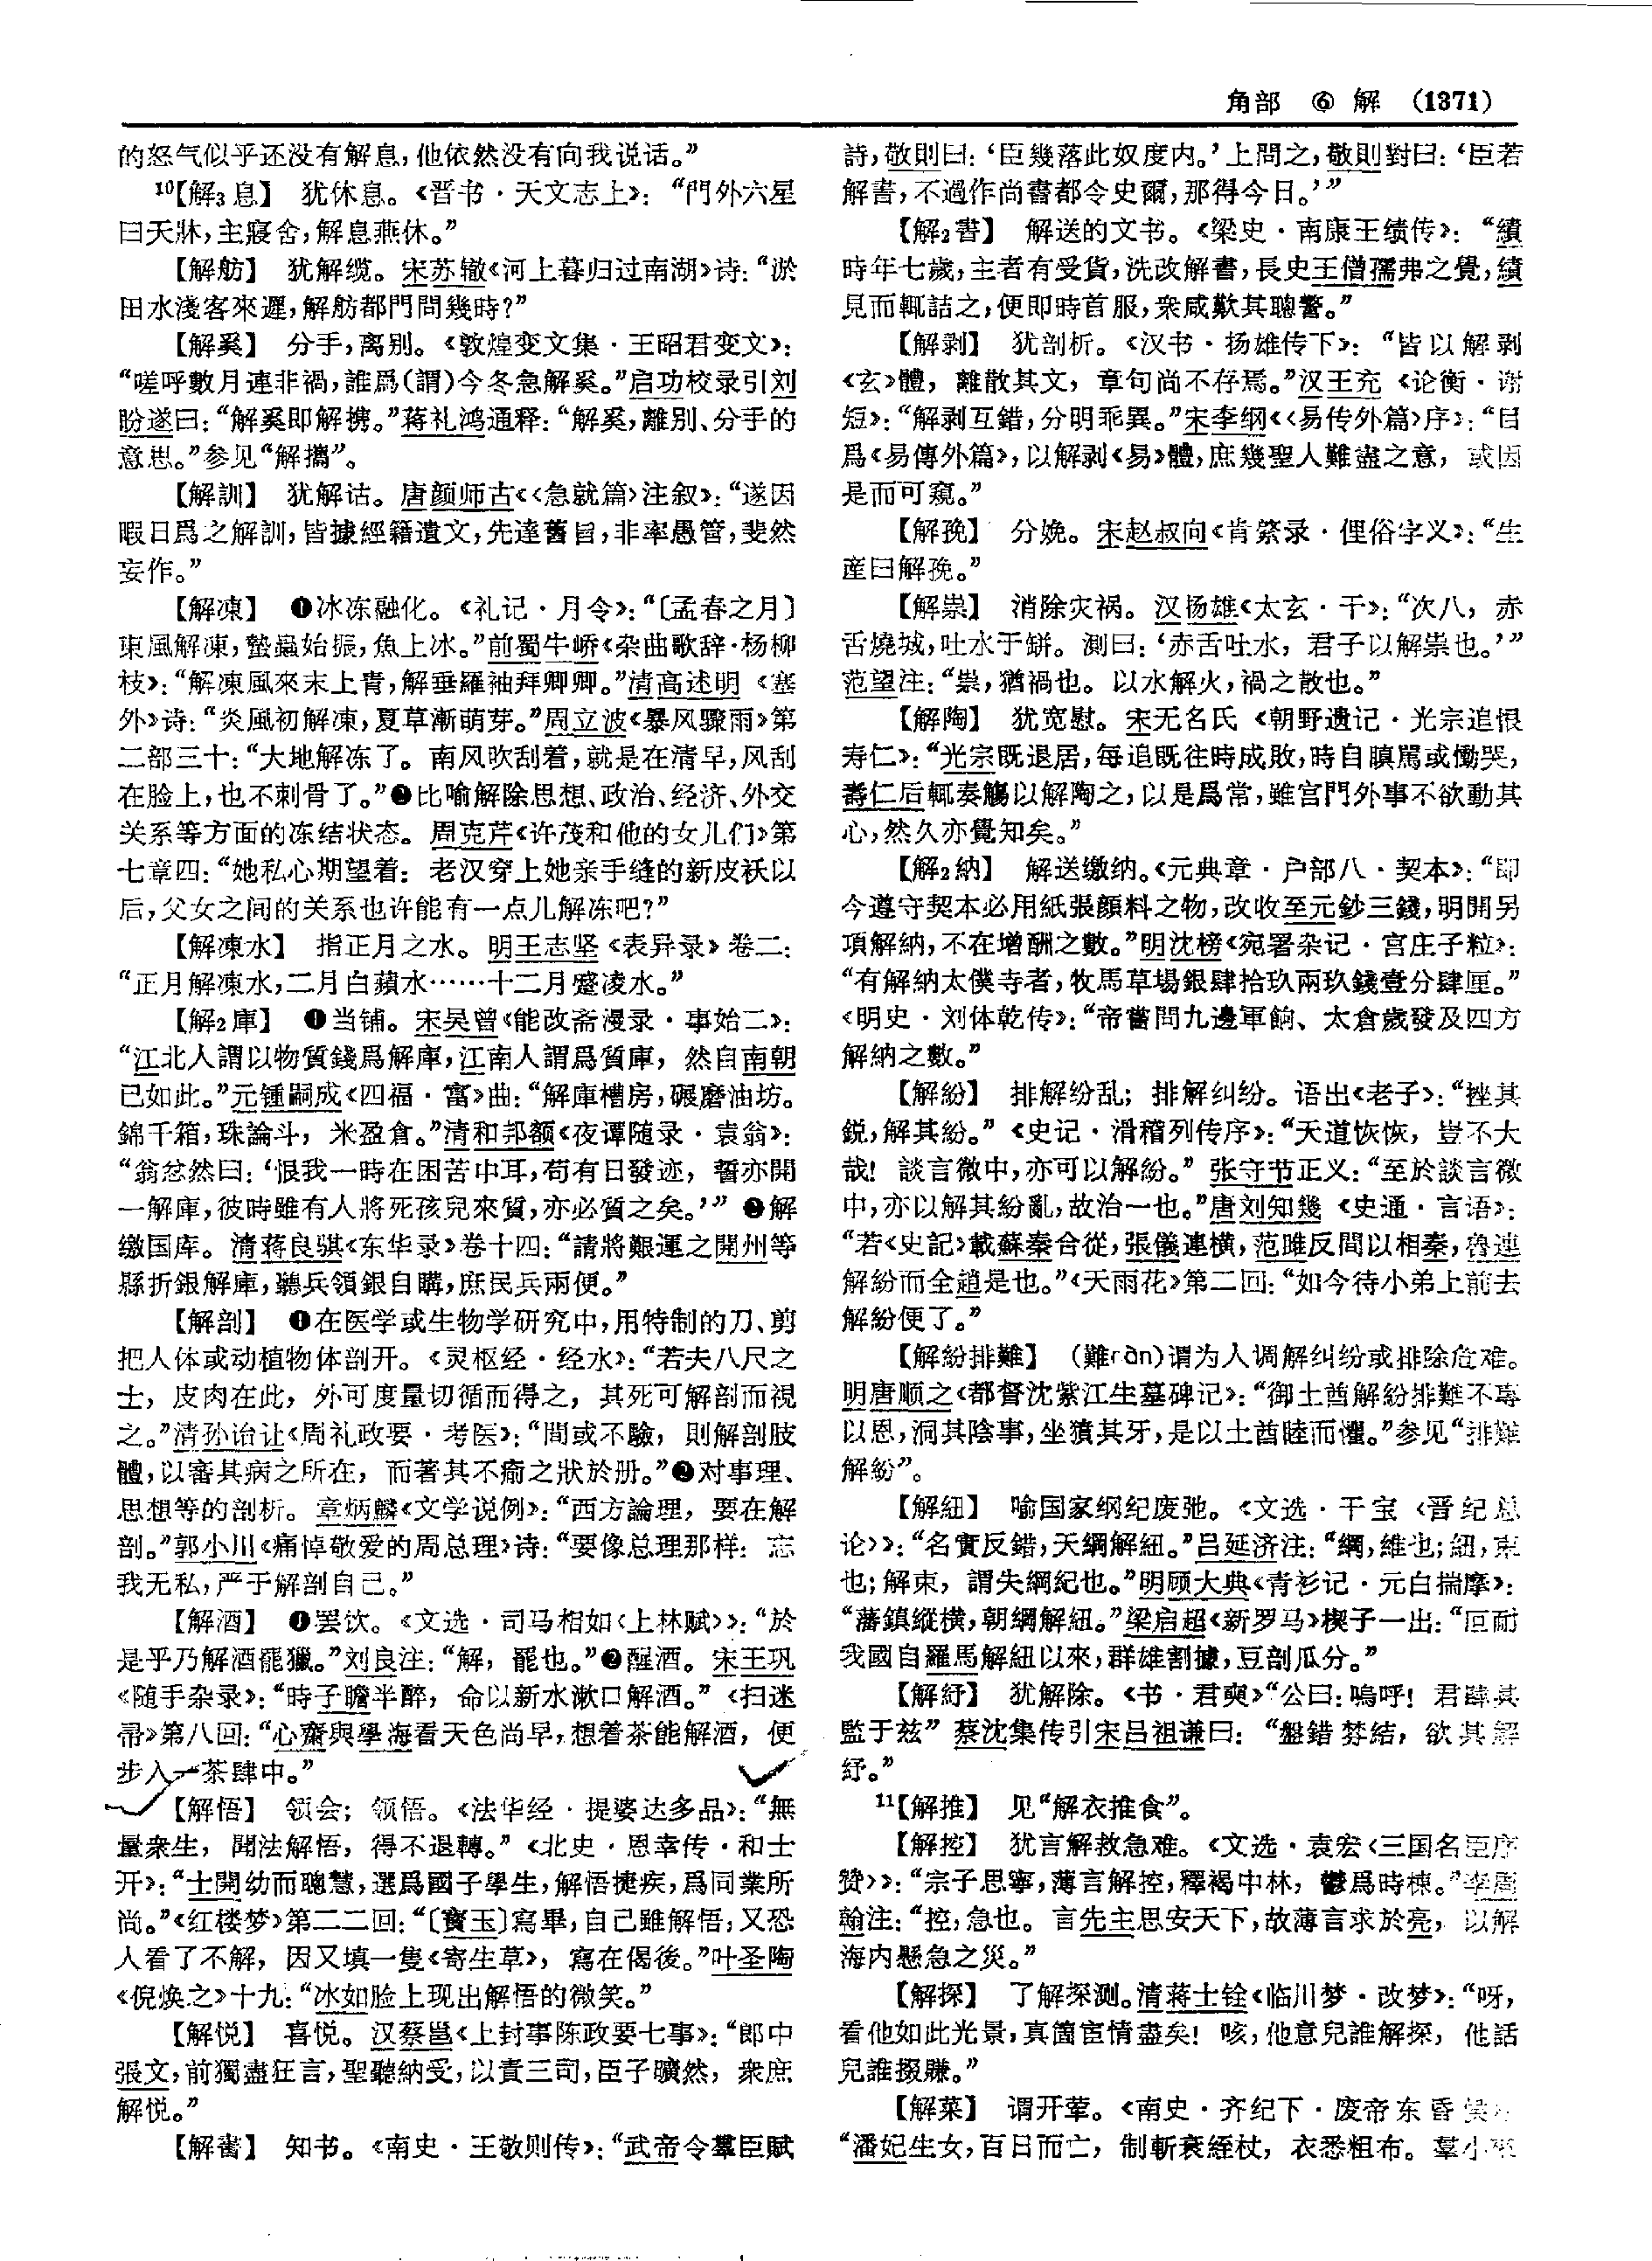 角部 ⑥ 解 (1371)
的怒气似乎还没有解息，他依然没有向我说话。”
10【解₃息】 犹休息。《晋书·天文志上》：“門外六星
曰天牀，主寢舍，解息燕休。”
【解舫】 犹解缆。宋苏辙《河上暮归过南湖》诗：“淤
田水淺客來遲，解舫都門問幾時？”
【解奚】 分手，离别。《敦煌变文集·王昭君变文》：
“嗟呼數月連非禍，誰爲（謂）今冬急解奚。”启功校录引刘
盼遂曰：“解奚即解携。”蒋礼鸿通释：“解奚，離别、分手的
意思。”参见“解攜”。
【解訓】 犹解诂。唐颜师古《〈急就篇〉注叙》：“遂因
暇日爲之解訓，皆據經籍遺文，先達舊旨，非率愚管，斐然
妄作。”
【解凍】 ❶冰冻融化。《礼记·月令》：“〔孟春之月〕
東風解凍，蟄蟲始振，魚上冰。”前蜀牛峤《杂曲歌辞·杨柳
枝》：“解凍風來末上青，解垂羅袖拜卿卿。”清高述明《塞
外》诗：“炎風初解凍，夏草漸萌芽。”周立波《暴风骤雨》第
二部三十：“大地解冻了。南风吹刮着，就是在清早，风刮
在脸上，也不刺骨了。”❷比喻解除思想、政治、经济、外交
关系等方面的冻结状态。周克芹《许茂和他的女儿们》第
七章四：“她私心期望着：老汉穿上她亲手缝的新皮袄以
后，父女之间的关系也许能有一点儿解冻吧？”
【解凍水】 指正月之水。明王志坚《表异录》卷二：
“正月解凍水，二月白蘋水……十二月蹙凌水。”
【解₂庫】 ❶当铺。宋吴曾《能改斋漫录·事始二》：
“江北人謂以物質錢爲解庫，江南人謂爲質庫，然自南朝
已如此。”元锺嗣成《四福·富》曲：“解庫槽房，碾磨油坊。
錦千箱，珠論斗，米盈倉。”清和邦额《夜谭随录·袁翁》：
“翁忿然曰：‘恨我一時在困苦中耳，苟有日發迹，誓亦開
一解庫，彼時雖有人將死孩兒來質，亦必質之矣。’” ❷解
缴国库。清蒋良骐《东华录》卷十四：“請將艱運之開州等
縣折銀解庫，聽兵領銀自購，庶民兵兩便。”
【解剖】 ❶在医学或生物学研究中，用特制的刀、剪
把人体或动植物体剖开。《灵枢经·经水》：“若夫八尺之
士，皮肉在此，外可度量切循而得之，其死可解剖而視
之。”清孙诒让《周礼政要·考医》：“間或不驗，則解剖肢
體，以審其病之所在，而著其不痛之狀於册。”❷对事理、
思想等的剖析。章炳麟《文学说例》：“西方論理，要在解
剖。”郭小川《痛悼敬爱的周总理》诗：“要像总理那样：忘
我无私，严于解剖自己。”
【解酒】 ❶罢饮。《文选·司马相如〈上林赋〉》：“於
是乎乃解酒罷獵。”刘良注：“解，罷也。”❷醒酒。宋王巩
《随手杂录》：“時子瞻半醉，命以新水漱口解酒。”《扫迷
帚》第八回：“心齋與學海看天色尚早，想着茶能解酒，便
步入一茶肆中。”
【解悟】 领会；领悟。《法华经·提婆达多品》：“無
量衆生，聞法解悟，得不退轉。”《北史·恩幸传·和士
开》：“士開幼而聰慧，選爲國子學生，解悟捷疾，爲同業所
尚。”《红楼梦》第二二回：“〔寳玉〕寫畢，自己雖解悟，又恐
人看了不解，因又填一隻《寄生草》，寫在偈後。”叶圣陶
《倪焕之》十九：“冰如脸上现出解悟的微笑。”
【解悦】 喜悦。汉蔡邕《上封事陈政要七事》：“郎中
張文，前獨盡狂言，聖聽納受，以責三司，臣子曠然，衆庶
解悦。”
【解書】 知书。《南史·王敬则传》：“武帝令羣臣賦
詩，敬則曰：‘臣幾落此奴度内。’上問之，敬則對曰：‘臣若
解書，不過作尚書都令史爾，那得今日。’”
【解₂書】 解送的文书。《梁史·南康王绩传》：“績
時年七歲，主者有受貨，洗改解書，長史王僧孺弗之覺，績
見而輒詰之，便即時首服，衆咸歎其聰警。”
【解剥】 犹剖析。《汉书·扬雄传下》：“皆以解剥
《玄》體，離散其文，章句尚不存焉。”汉王充《论衡·谢
短》：“解剥互錯，分明乖異。”宋李纲《〈易传外篇〉序》：“目
爲《易傳外篇》，以解剥《易》體，庶幾聖人難盡之意，或因
是而可窺。”
【解㝃】 分娩。宋赵叔向《肯綮录·俚俗字义》：“生
産曰解㝃。”
【解祟】 消除灾祸。汉扬雄《太玄·干》：“次八，赤
舌燒城，吐水于缾。測曰：‘赤舌吐水，君子以解祟也。’”
范望注：“祟，猶禍也。以水解火，禍之散也。”
【解陶】 犹宽慰。宋无名氏《朝野遗记·光宗追恨
寿仁》：“光宗既退居，每追既往時成敗，時自瞋駡或慟哭，
壽仁后輒奏觴以解陶之，以是爲常，雖宫門外事不欲動其
心，然久亦覺知矣。”
【解₂納】 解送缴纳。《元典章·户部八·契本》：“即
今遵守契本必用紙張顔料之物，改收至元鈔三錢，明開另
項解納，不在增酬之數。”明沈榜《宛署杂记·宫庄子粒》：
“有解納太僕寺者，牧馬草場銀肆拾玖兩玖錢壹分肆厘。”
《明史·刘体乾传》：“帝嘗問九邊軍餉、太倉歲發及四方
解納之數。”
【解紛】 排解纷乱；排解纠纷。语出《老子》：“挫其
鋭，解其紛。”《史记·滑稽列传序》：“天道恢恢，豈不大
哉！談言微中，亦可以解紛。”张守节正义：“至於談言微
中，亦以解其紛亂，故治一也。”唐刘知幾《史通·言语》：
“若《史記》載蘇秦合從，張儀連横，范雎反間以相秦，魯連
解紛而全趙是也。”《天雨花》第二回：“如今待小弟上前去
解紛便了。”
【解紛排難】 （難nàn）谓为人调解纠纷或排除危难。
明唐顺之《都督沈紫江生墓碑记》：“御土酋解紛排難不專
以恩，洞其陰事，坐獖其牙，是以土酋睦而懼。”参见“排難
解紛”。
【解紐】 喻国家纲纪废弛。《文选·干宝〈晋纪总
论〉》：“名實反錯，天綱解紐。”吕延济注：“綱，維也；紐，束
也；解束，謂失綱紀也。”明顾大典《青衫记·元白揣摩》：
“藩鎮縱横，朝綱解紐。”梁启超《新罗马》楔子一出：“叵耐
我國自羅馬解紐以來，群雄割據，豆剖瓜分。”
【解紓】 犹解除。《书·君奭》“公曰：嗚呼！君肆其
監于兹” 蔡沈集传引宋吕祖谦曰：“盤錯棼結，欲其解
紓。”
11【解推】 见“解衣推食”。
【解控】 犹言解救急难。《文选·袁宏〈三国名臣序
赞〉》：“宗子思寧，薄言解控，釋褐中林，鬱爲時棟。”李周
翰注：“控，急也。言先主思安天下，故薄言求於亮，以解
海内懸急之災。”
【解探】 了解探测。清蒋士铨《临川梦·改梦》：“呀，
看他如此光景，真箇宦情盡矣！咳，他意兒誰解探，他話
兒誰掇賺。”
【解菜】 谓开荤。《南史·齐纪下·废帝东昏
“潘妃生女，百日而亡，制斬衰絰杖，衣悉粗布。羣小來